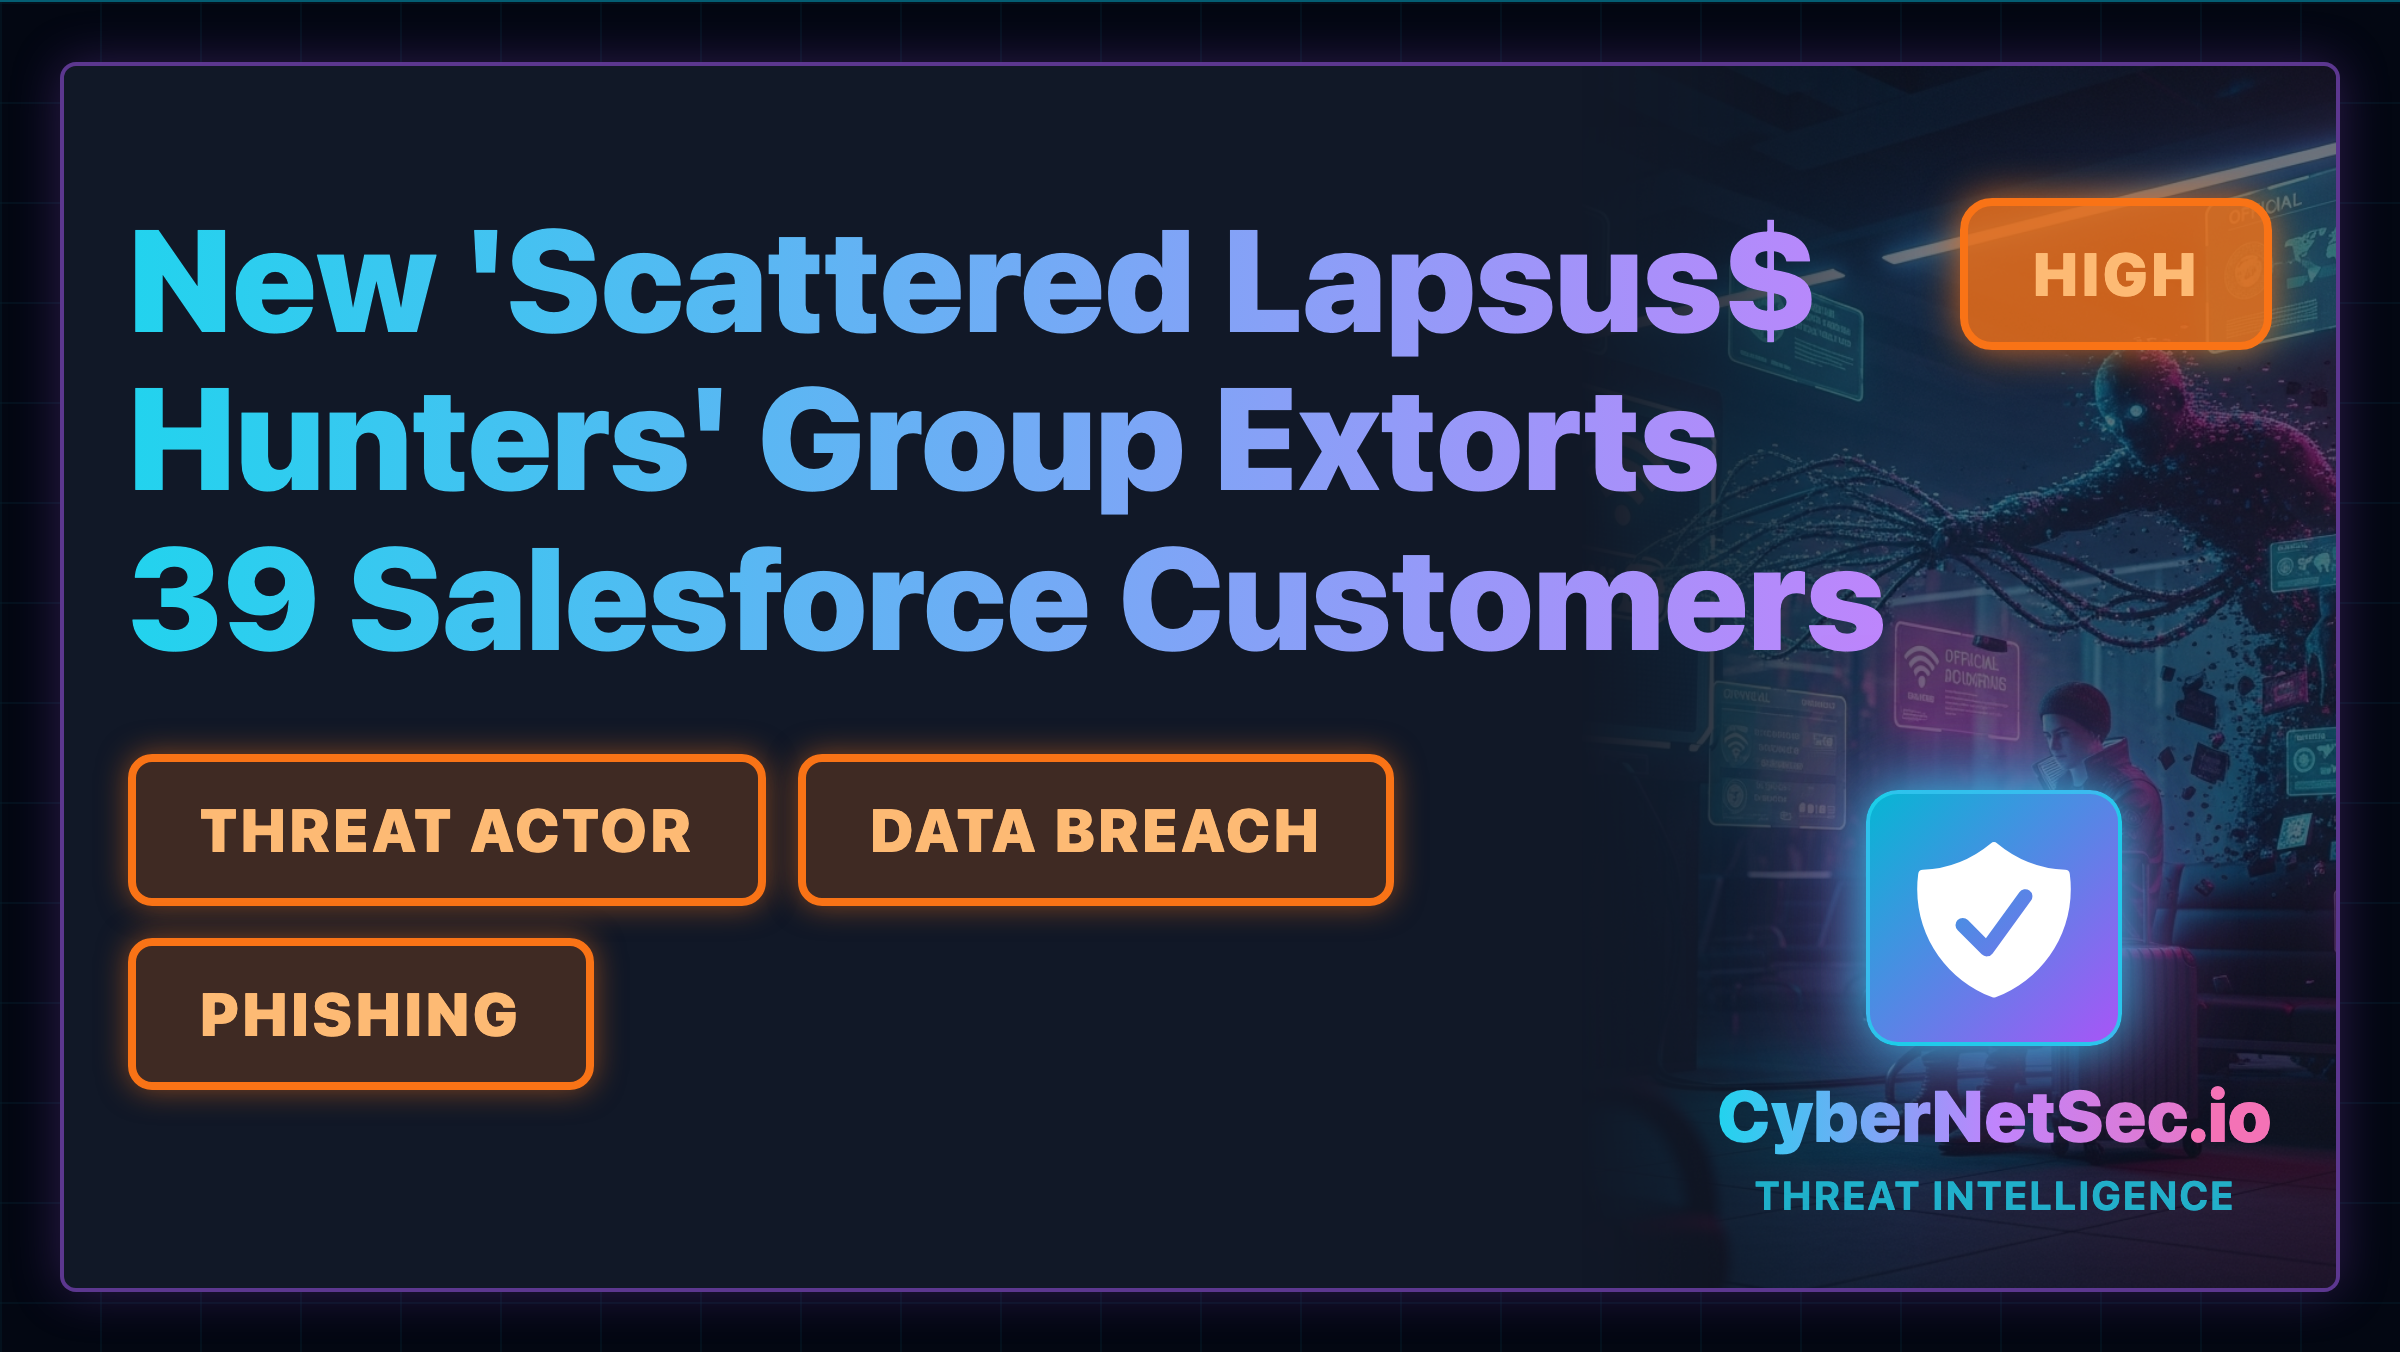 New 'Scattered Lapsus$
Hunters' Group Extorts
39 Salesforce Customers
HIGH
THREAT ACTOR
DATA BREACH
PHISHING
CyberNetSec.io
THREAT INTELLIGENCE